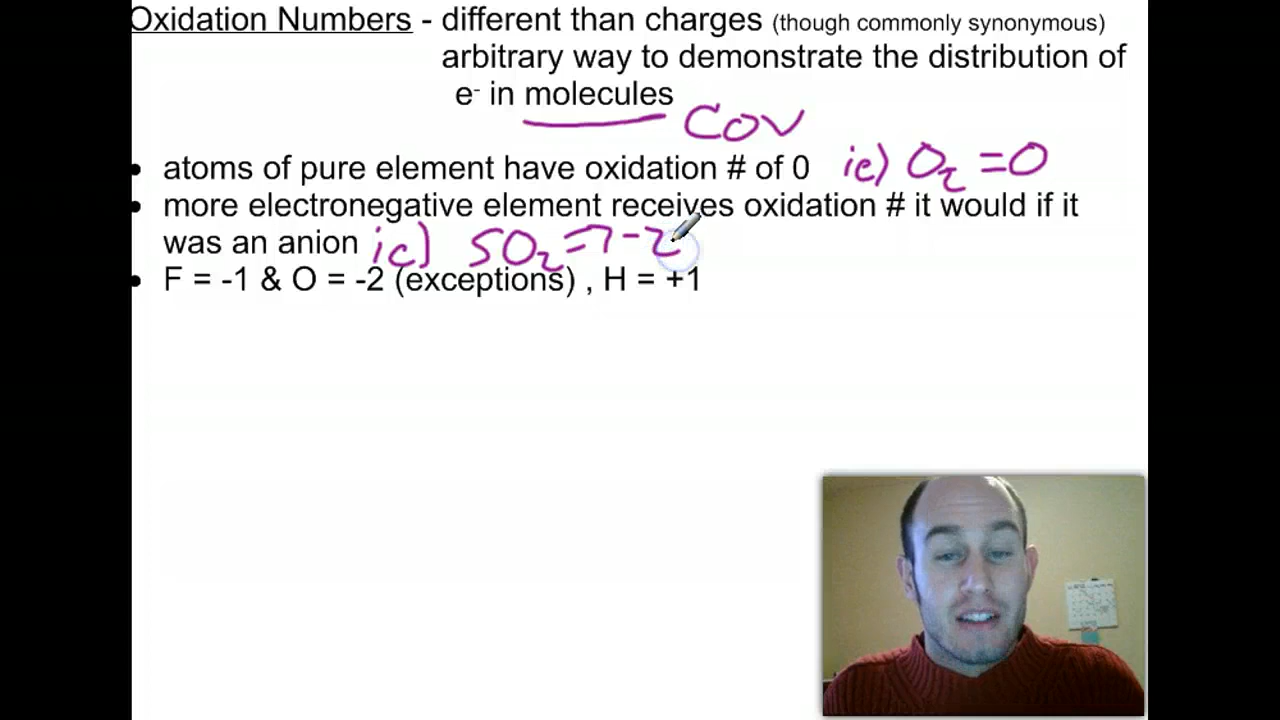 Oxidation Numbers - different than charges (though commonly synonymous)
arbitrary way to demonstrate the distribution of
e⁻ in molecules
COV
• atoms of pure element have oxidation # of 0 ie) O₂ = 0
• more electronegative element receives oxidation # it would if it
was an anion ie) SO₂ => -2
• F = -1 & O = -2 (exceptions) , H = +1